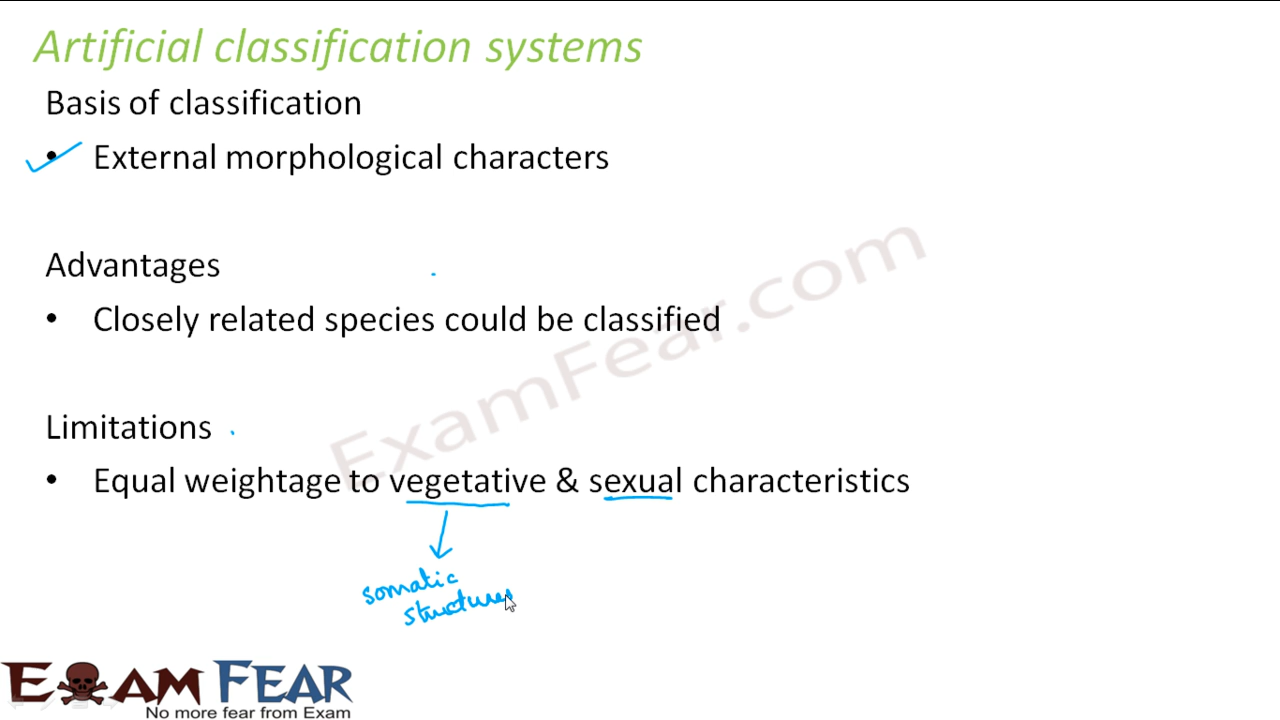 Artificial classification systems
Basis of classification
• External morphological characters
Advantages
• Closely related species could be classified
ExamFear.com
Limitations
• Equal weightage to vegetative & sexual characteristics
somatic
structures
EXAM FEAR
No more fear from Exam